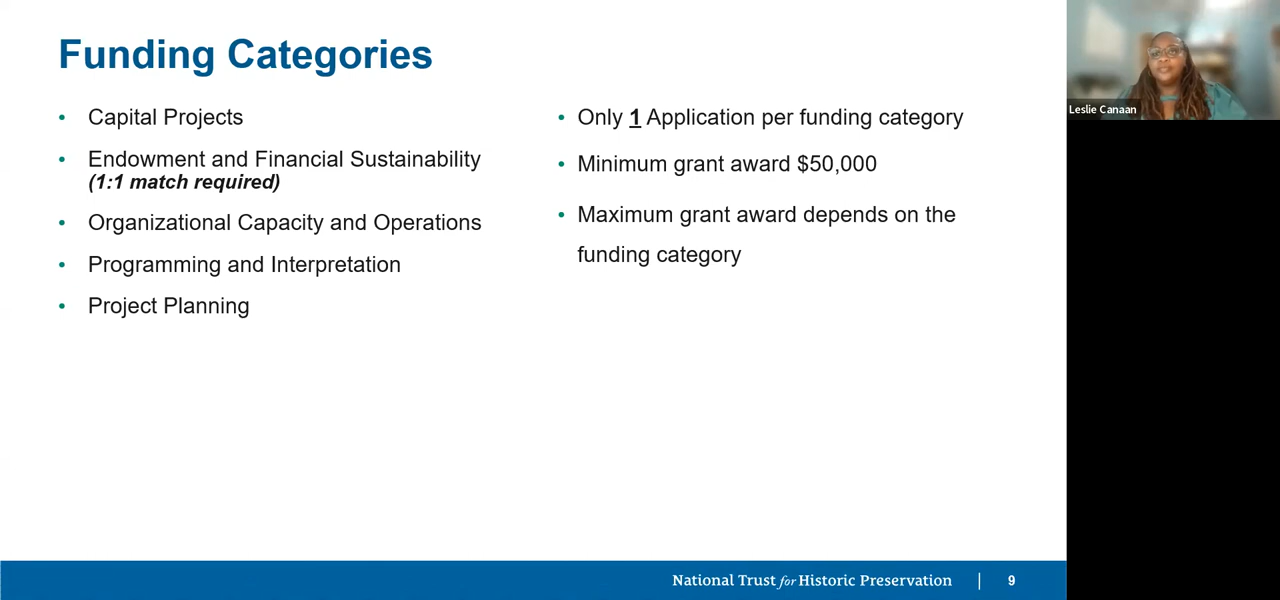 Funding Categories
• Capital Projects
• Endowment and Financial Sustainability
(1:1 match required)
• Organizational Capacity and Operations
• Programming and Interpretation
• Project Planning
• Only 1 Application per funding category
• Minimum grant award $50,000
• Maximum grant award depends on the
funding category
Leslie Canaan
National Trust for Historic Preservation | 9